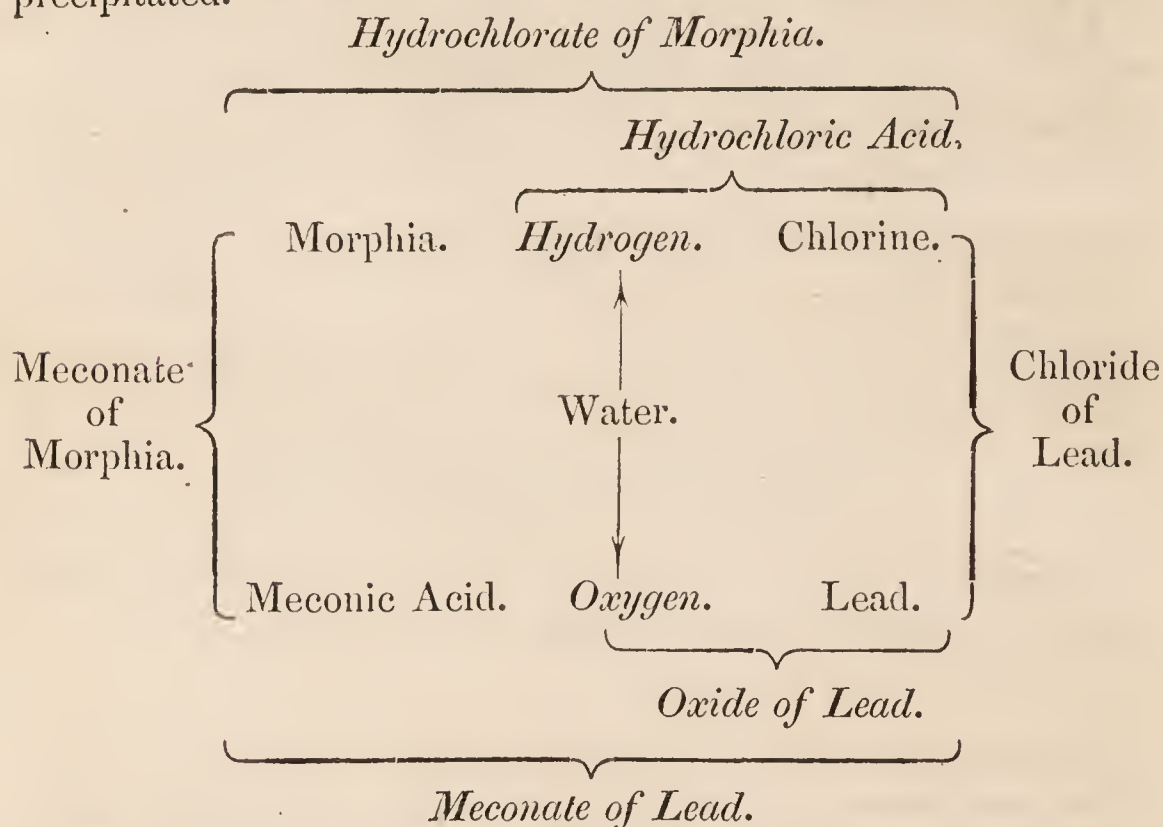 precipitated.
Hydrochlorate of Morphia.
Hydrochloric Acid,
Morphia. Hydrogen. Chlorine.
Meconate
of
Morphia.
Water.
Chloride
of
Lead.
Meconic Acid. Oxygen. Lead.
Oxide of Lead.
Meconate of Lead.